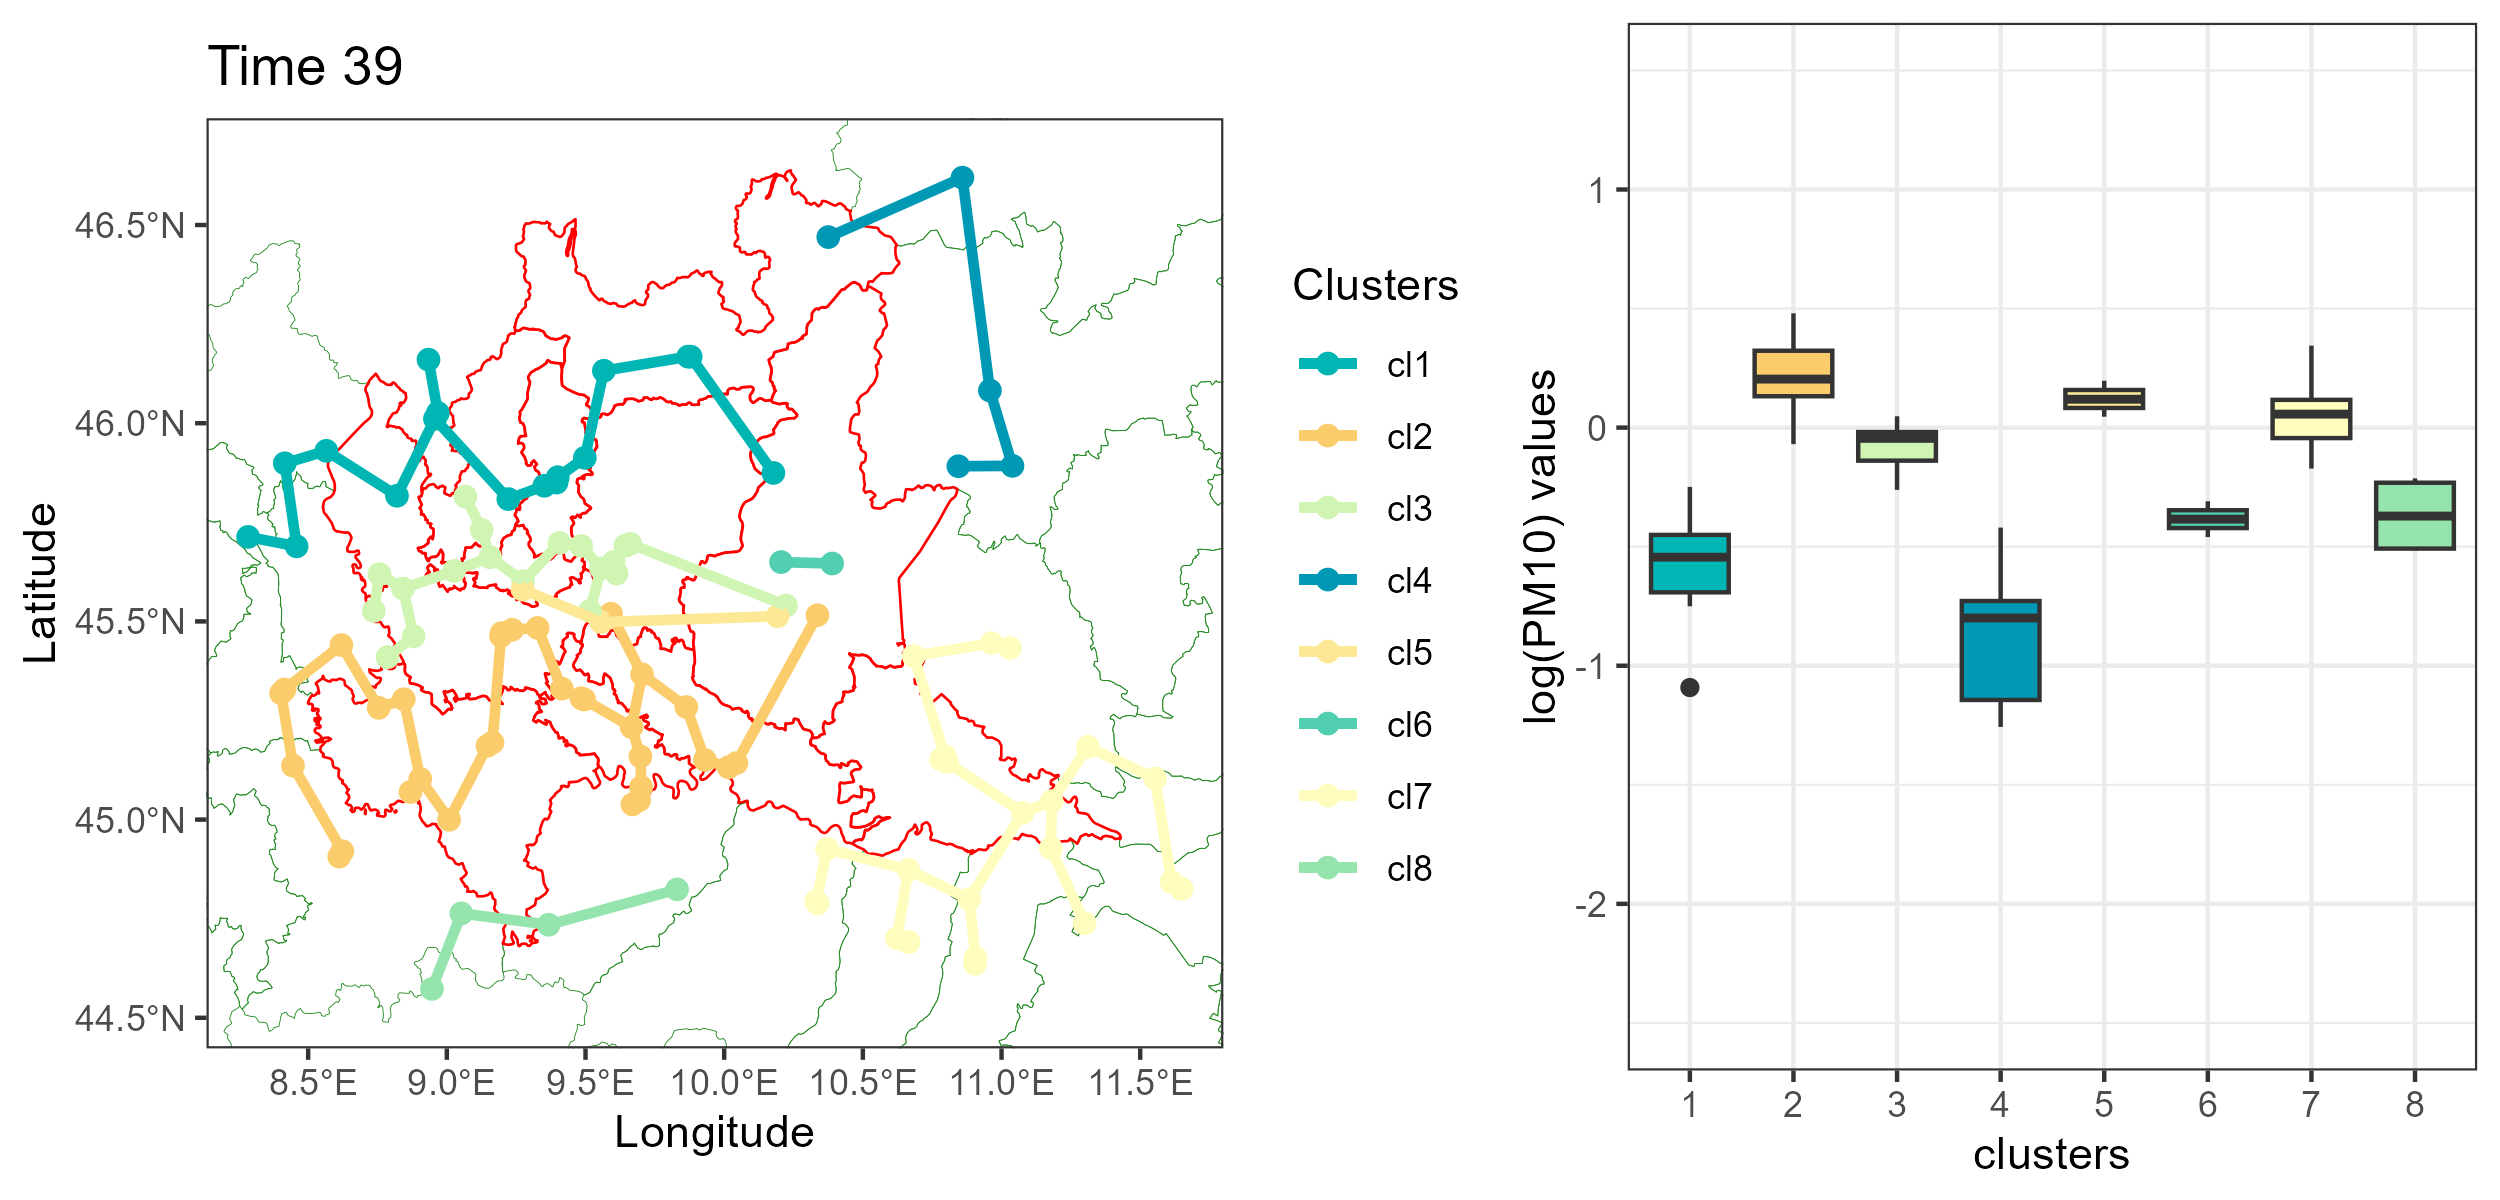 Time 39
46.5°N
46.0°N
45.5°N
45.0°N
44.5°N
Latitude
8.5°E 9.0°E 9.5°E 10.0°E 10.5°E 11.0°E 11.5°E
Longitude
Clusters
cl1
cl2
cl3
cl4
cl5
cl6
cl7
cl8
log(PM10) values
1
0
-1
-2
1 2 3 4 5 6 7 8
clusters